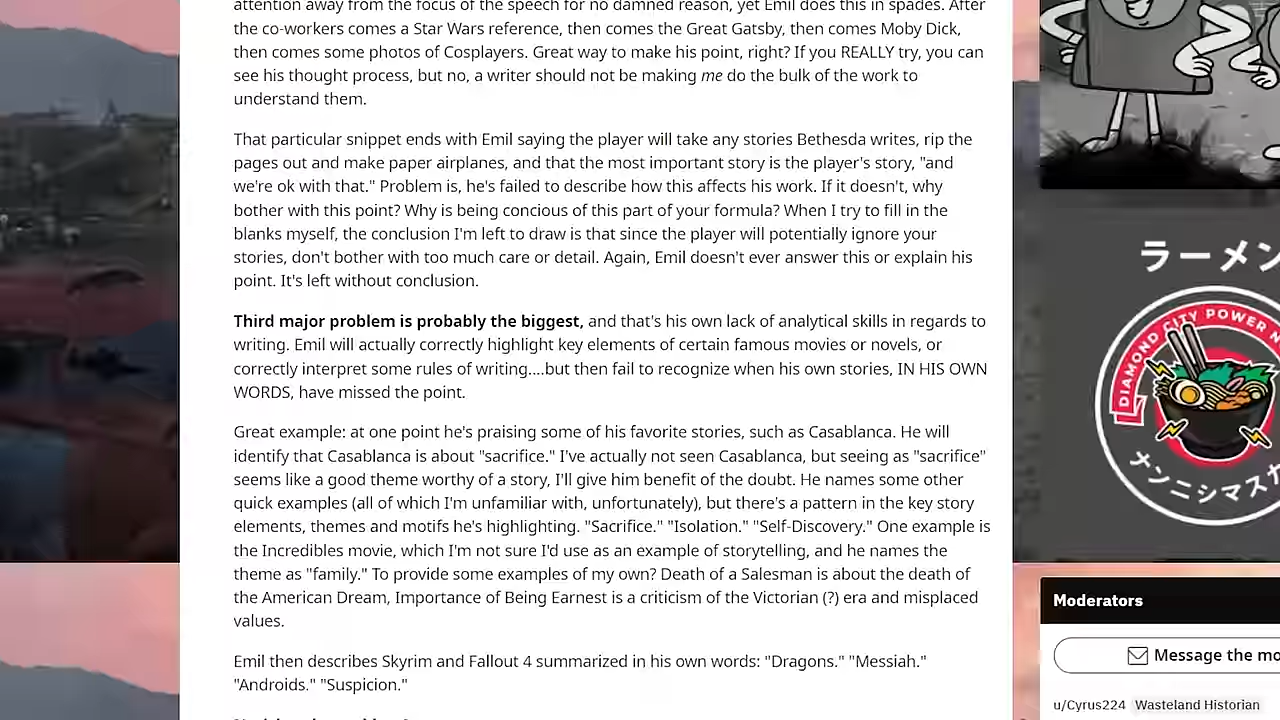 attention away from the focus of the speech for no damned reason, yet Emil does this in spades. After
the co-workers comes a Star Wars reference, then comes the Great Gatsby, then comes Moby Dick,
then comes some photos of Cosplayers. Great way to make his point, right? If you REALLY try, you can
see his thought process, but no, a writer should not be making me do the bulk of the work to
understand them.
That particular snippet ends with Emil saying the player will take any stories Bethesda writes, rip the
pages out and make paper airplanes, and that the most important story is the player's story, "and
we're ok with that." Problem is, he's failed to describe how this affects his work. If it doesn't, why
bother with this point? Why is being concious of this part of your formula? When I try to fill in the
blanks myself, the conclusion I'm left to draw is that since the player will potentially ignore your
stories, don't bother with too much care or detail. Again, Emil doesn't ever answer this or explain his
point. It's left without conclusion.
Third major problem is probably the biggest, and that's his own lack of analytical skills in regards to
writing. Emil will actually correctly highlight key elements of certain famous movies or novels, or
correctly interpret some rules of writing....but then fail to recognize when his own stories, IN HIS OWN
WORDS, have missed the point.
Great example: at one point he's praising some of his favorite stories, such as Casablanca. He will
identify that Casablanca is about "sacrifice." I've actually not seen Casablanca, but seeing as "sacrifice"
seems like a good theme worthy of a story, I'll give him benefit of the doubt. He names some other
quick examples (all of which I'm unfamiliar with, unfortunately), but there's a pattern in the key story
elements, themes and motifs he's highlighting. "Sacrifice." "Isolation." "Self-Discovery." One example is
the Incredibles movie, which I'm not sure I'd use as an example of storytelling, and he names the
theme as "family." To provide some examples of my own? Death of a Salesman is about the death of
the American Dream, Importance of Being Earnest is a criticism of the Victorian (?) era and misplaced
values.
Emil then describes Skyrim and Fallout 4 summarized in his own words: "Dragons." "Messiah."
"Androids." "Suspicion."
ラーメン
DIAMOND CITY POWER N
メンニシマスカ
Moderators
Message the mo
u/Cyrus224 Wasteland Historian